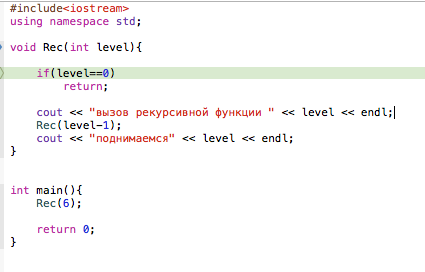 #include<iostream>
using namespace std;
void Rec(int level){
if(level==0)
return;
cout << "вызов рекурсивной функции " << level << endl;
Rec(level-1);
cout << "поднимаемся" << level << endl;
}
int main(){
Rec(6);
return 0;
}